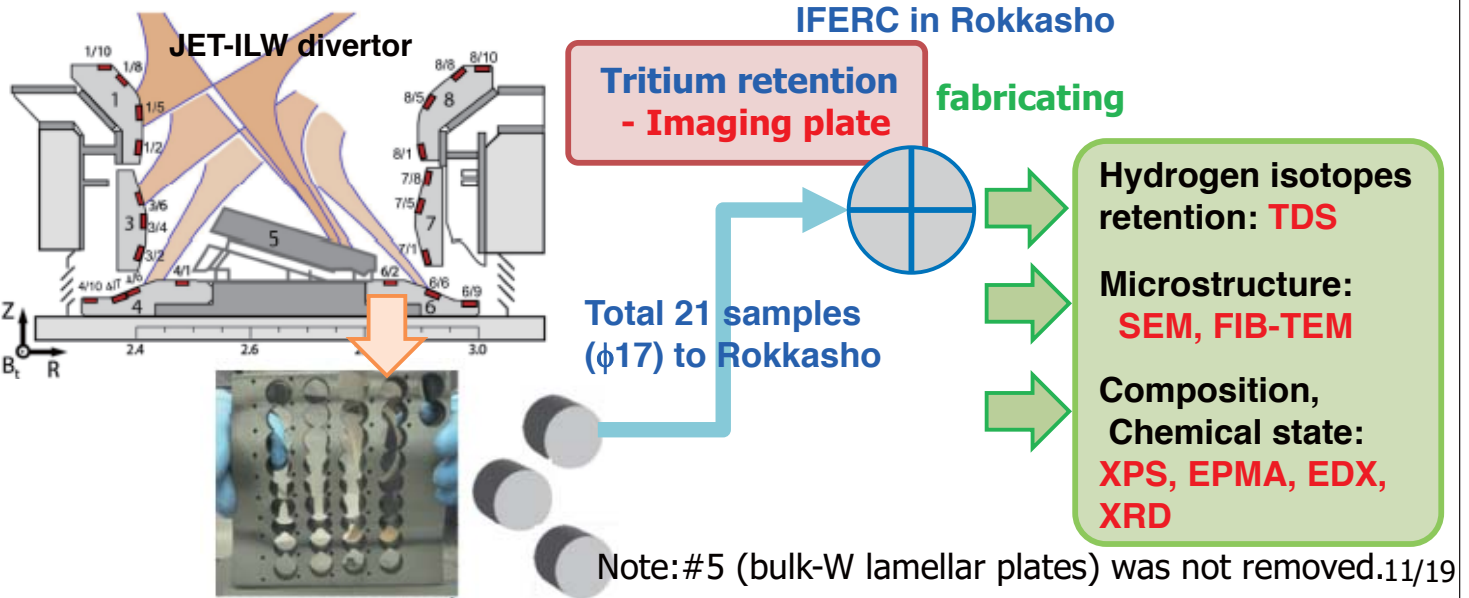 IFERC in Rokkasho
JET-ILW divertor
1/10
1/8
1
1/5
1/2
3/6
3
3/4
3/2
8/10
8/8
8/5
8
8/1
7/8
7/5
7
7/1
5
4/10
4/1
4
6/2
6/6
6/9
6
Z
Bt
R
2.4
2.6
3.0
Tritium retention
- Imaging plate
fabricating
Hydrogen isotopes
retention: TDS
Microstructure:
SEM, FIB-TEM
Composition,
Chemical state:
XPS, EPMA, EDX,
XRD
Total 21 samples
(ϕ17) to Rokkasho
Note:#5 (bulk-W lamellar plates) was not removed.
11/19